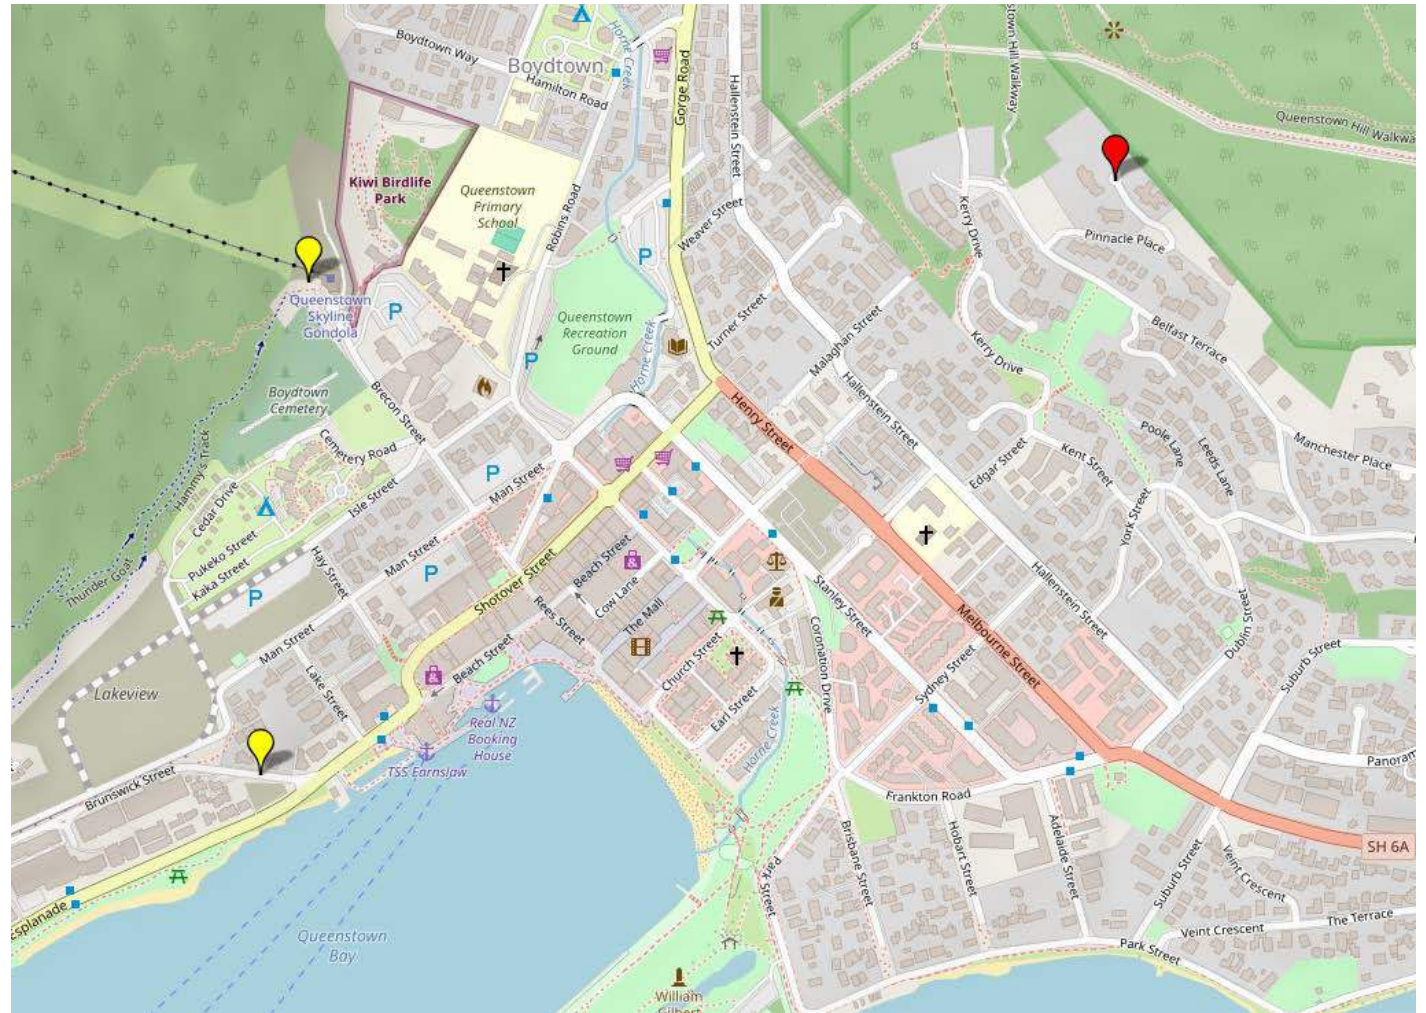 Boydtown Way
Boydtown
Hamilton Road
Horne Creek
Gorge Road
Hallenstein Street
stown Hill Walkway
Queenstown Hill Walkwa
Kiwi Birdlife
Park
Queenstown
Primary
School
Robins Road
P
Weaver Street
Kerry Drive
Pinnacle Place
Queenstown
Skyline
Gondola
P
Queenstown
Recreation
Ground
P
Horne Creek
Turner Street
Malaghan Street
Kerry Drive
Belfast Terrace
Boydtown
Cemetery
Brecon Street
Henry Street
Hallenstein Street
Cemetery Road
Poole Lane
Leeds Lane
Manchester Place
Hammy's Track
Cedar Drive
Isle Street
Man Street
P
Edgar Street
Kent Street
York Street
Pukeko Street
Kaka Street
Hay Street
Man Street
P
Shotover Street
Beach Street
Thunder Goat
P
Cow Lane
The Mall
Rees Street
Stanley Street
Hallenstein Street
Dublin Street
Man Street
Lake Street
Beach Street
Church Street
Coronation Drive
Melbourne Street
Sydney Street
Suburb Street
Lakeview
Earl Street
Real NZ
Booking
House
TSS Earnslaw
Horne Creek
Brunswick Street
Panoram
Frankton Road
SH 6A
Brisbane Street
Hobart Street
Adelaide Street
Park Street
Suburb Street
Veint Crescent
Esplanade
The Terrace
Veint Crescent
Park Street
Queenstown
Bay
William
Gilbert